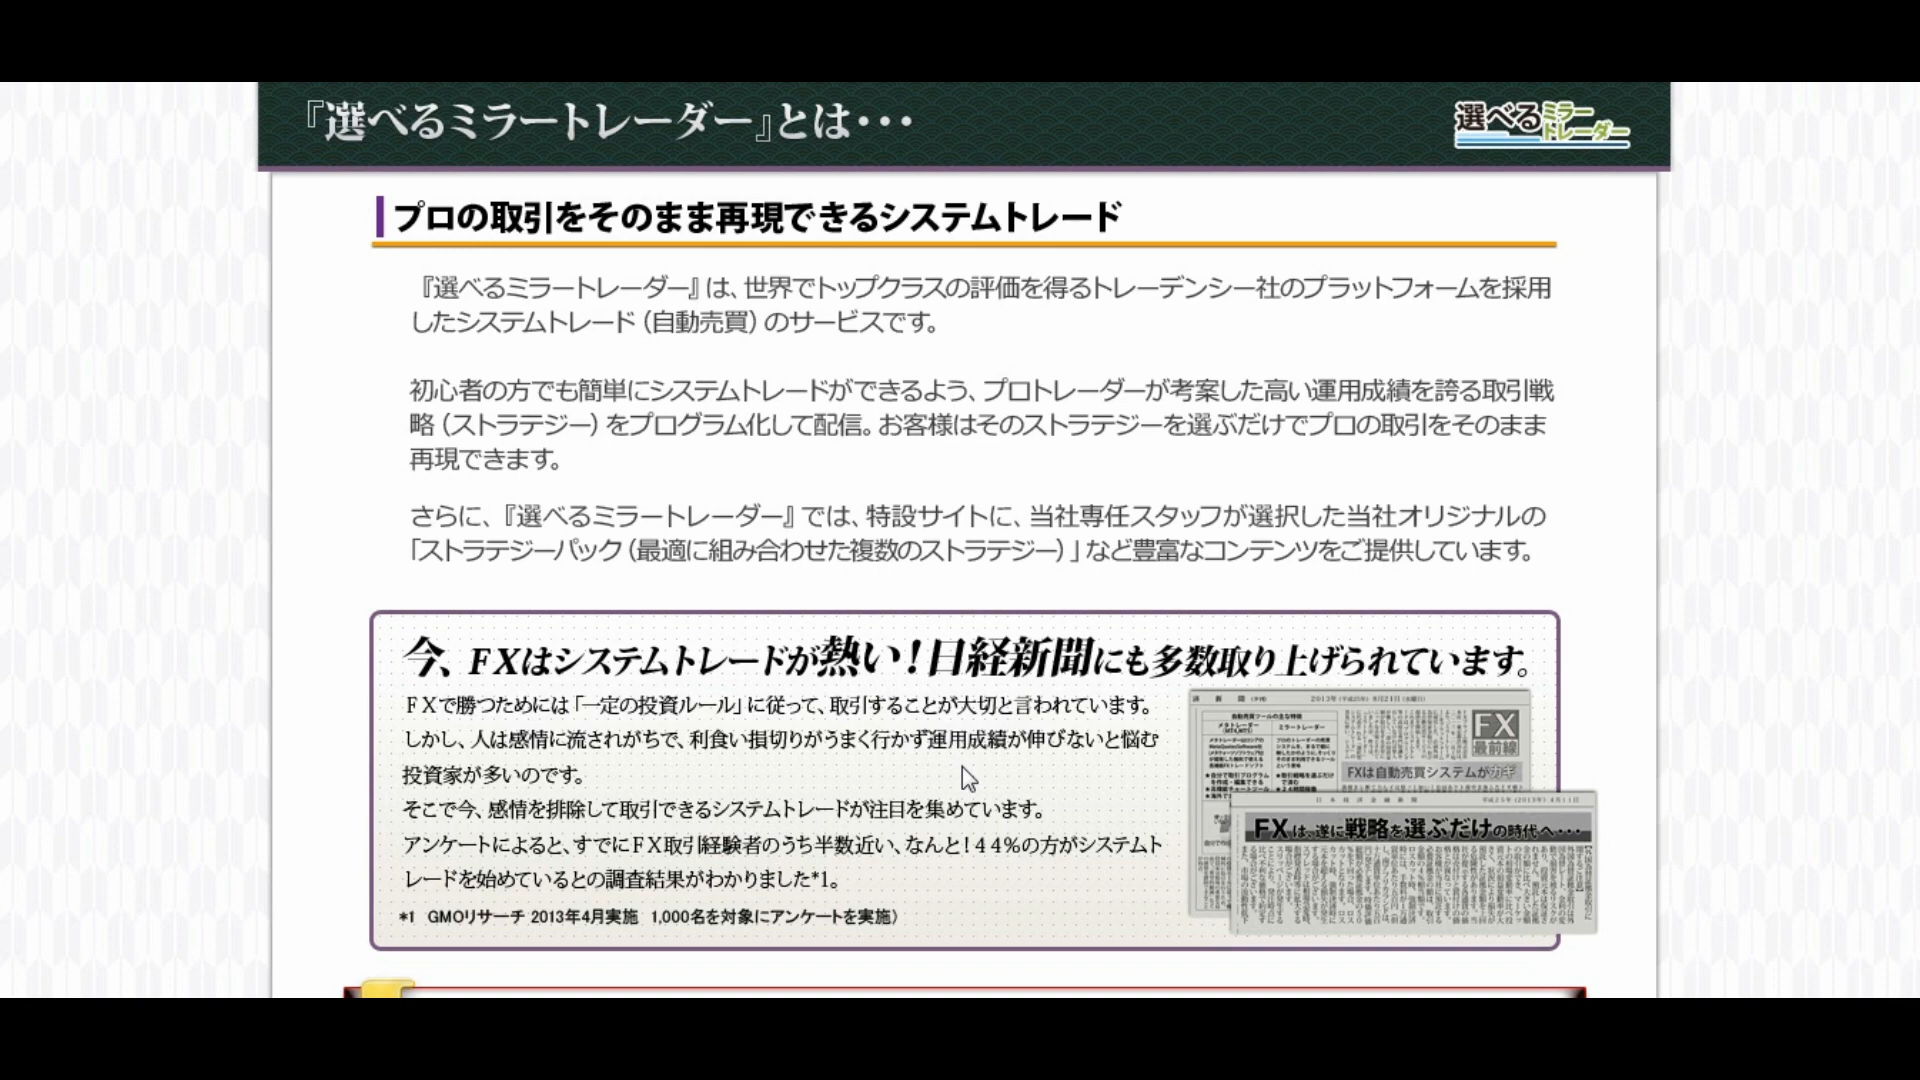 『選べるミラートレーダー』とは・・・
選べるミラートレーダー
プロの取引をそのまま再現できるシステムトレード
『選べるミラートレーダー』は、世界でトップクラスの評価を得るトレーデンシー社のプラットフォームを採用
したシステムトレード（自動売買）のサービスです。
初心者の方でも簡単にシステムトレードができるよう、プロトレーダーが考案した高い運用成績を誇る取引戦
略（ストラテジー）をプログラム化して配信。お客様はそのストラテジーを選ぶだけでプロの取引をそのまま
再現できます。
さらに、『選べるミラートレーダー』では、特設サイトに、当社専任スタッフが選択した当社オリジナルの
「ストラテジーパック（最適に組み合わせた複数のストラテジー）」など豊富なコンテンツをご提供しています。
今、FXはシステムトレードが熱い！日経新聞にも多数取り上げられています。
ＦＸで勝つためには「一定の投資ルール」に従って、取引することが大切と言われています。
しかし、人は感情に流されがちで、利食い損切りがうまく行かず運用成績が伸びないと悩む
投資家が多いのです。
そこで今、感情を排除して取引できるシステムトレードが注目を集めています。
アンケートによると、すでにＦＸ取引経験者のうち半数近い、なんと！４４％の方がシステムト
レードを始めているとの調査結果がわかりました*1。
*1 GMOリサーチ 2013年4月実施 1,000名を対象にアンケートを実施）
自動売買ツールの主な特徴
メタトレーダー
ミラートレーダー
FX
最前線
FXは自動売買システムがカギ
FXは、遂に戦略を選ぶだけの時代へ・・・